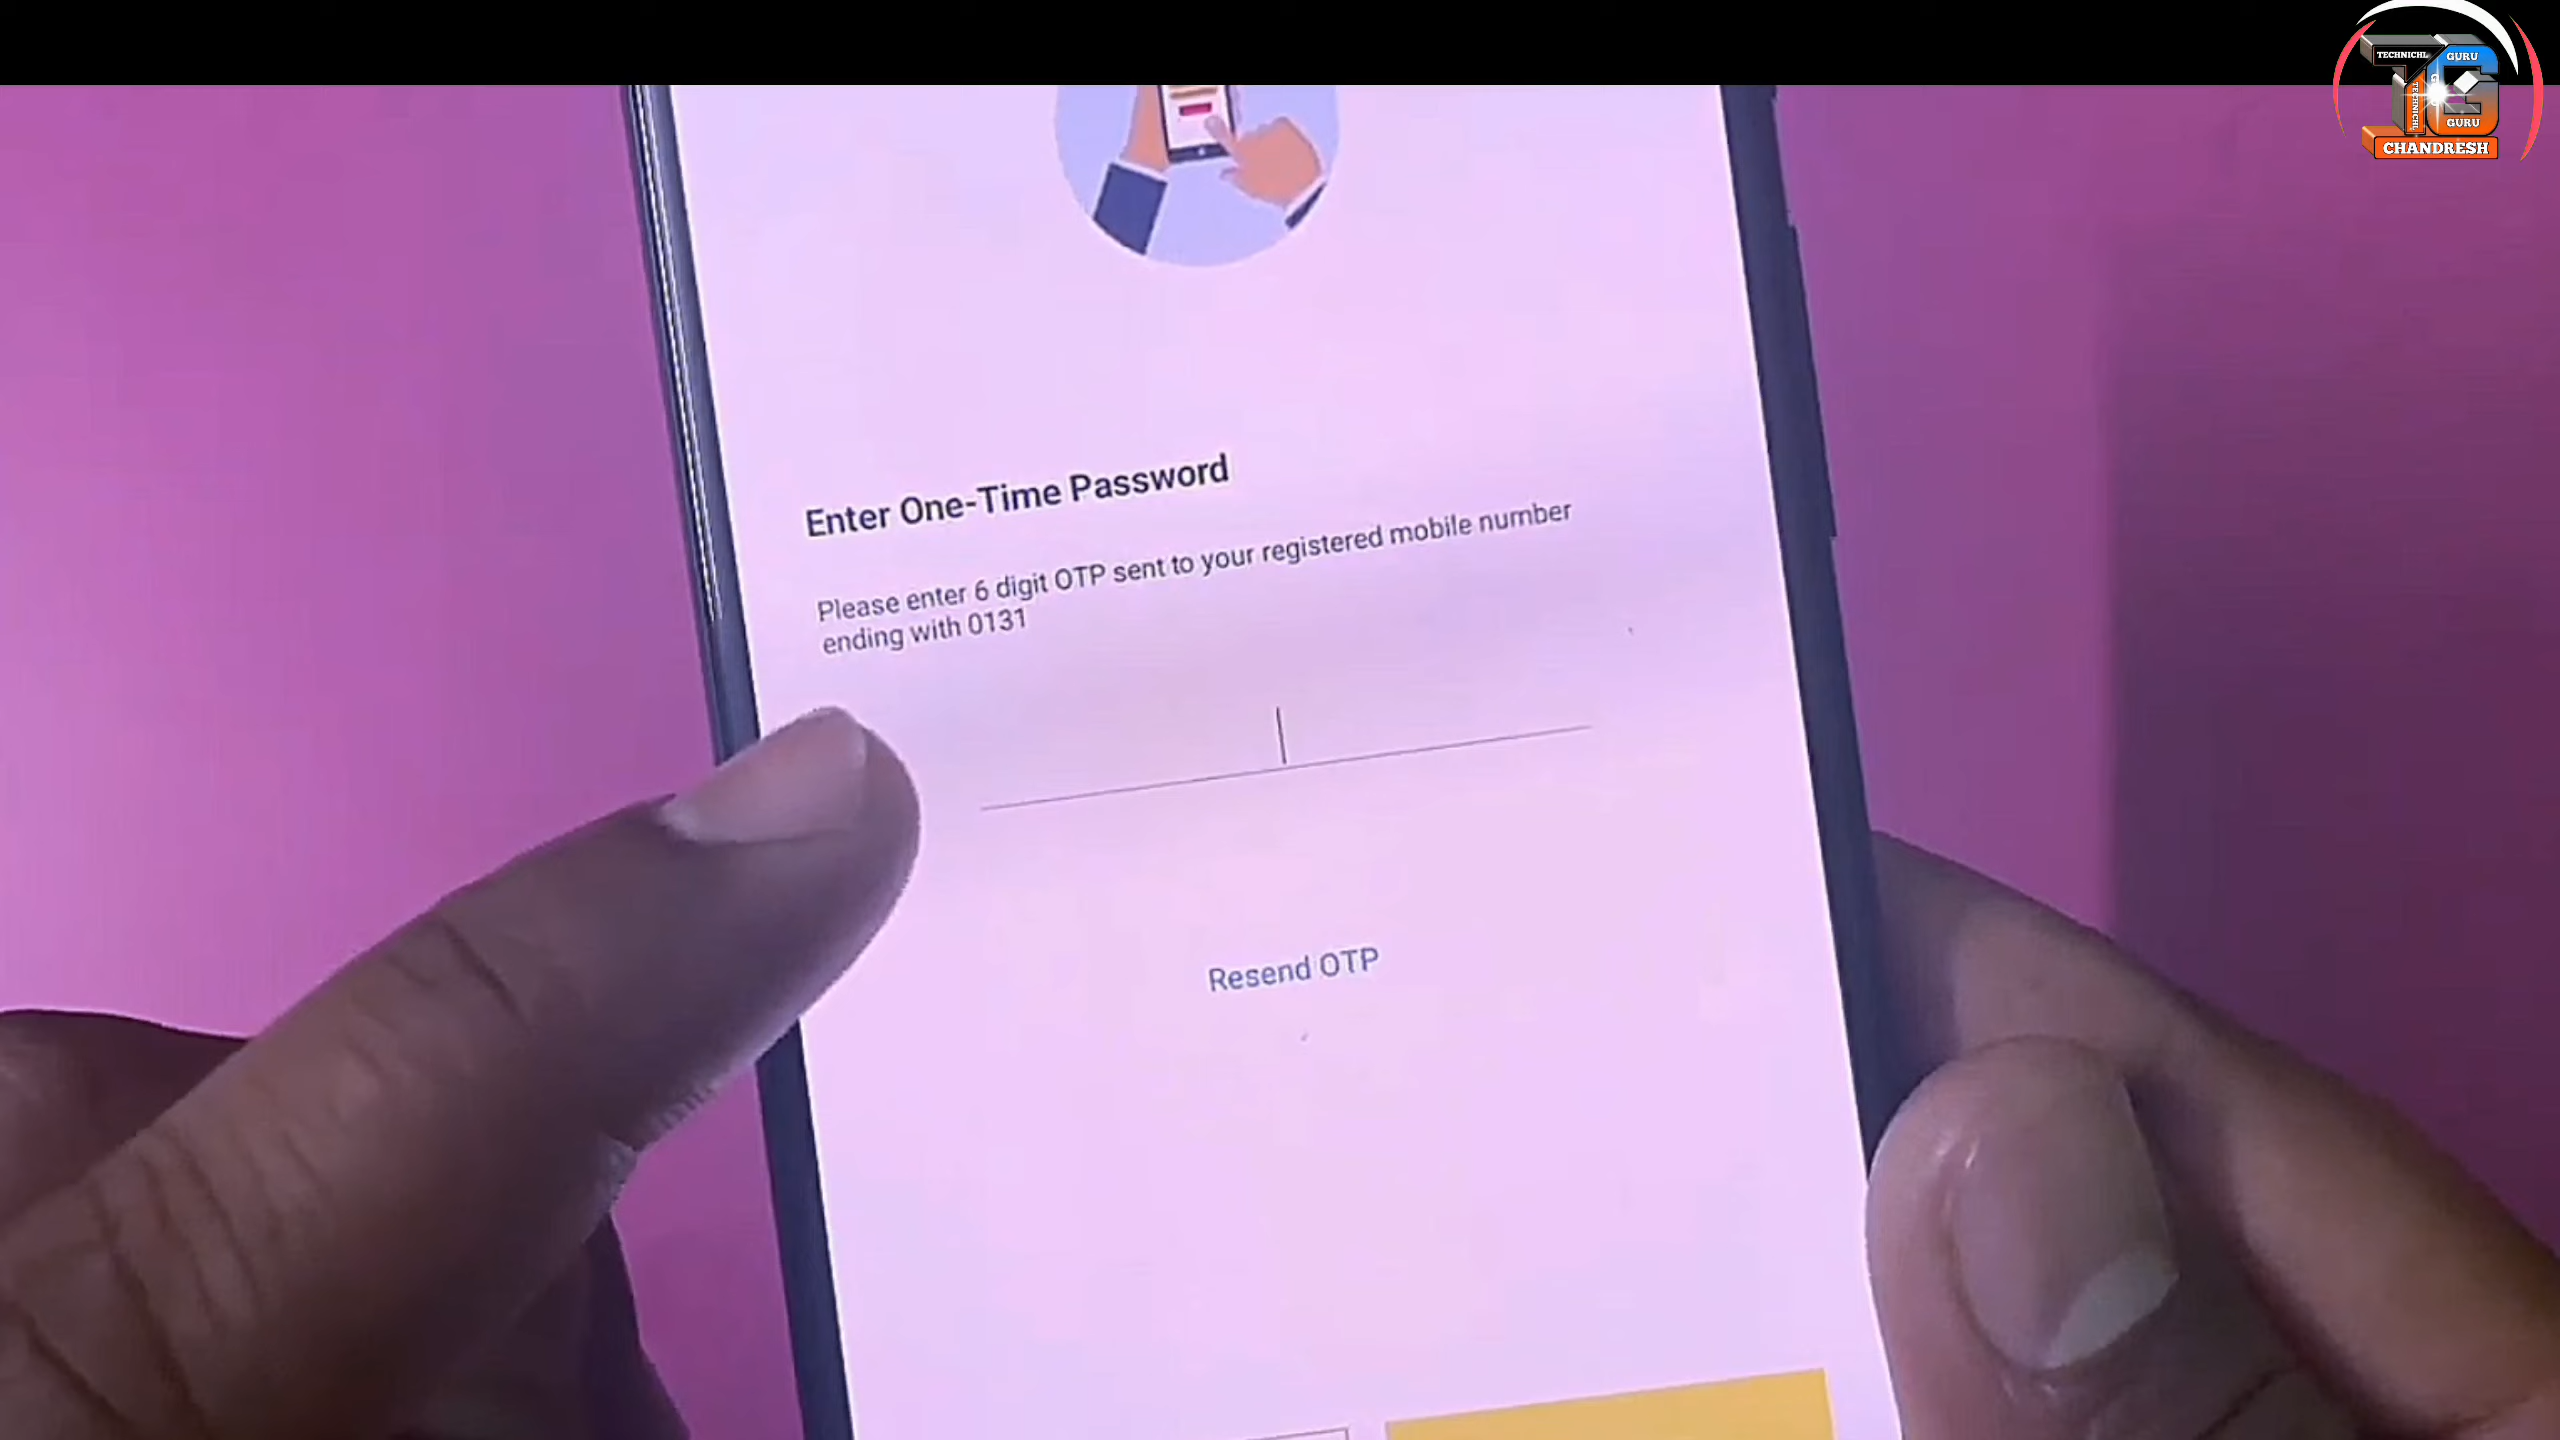 TECHNICHL GURU
TECHNICHL
GURU
CHANDRESH
Enter One-Time Password
Please enter 6 digit OTP sent to your registered mobile number
ending with 0131
Resend OTP